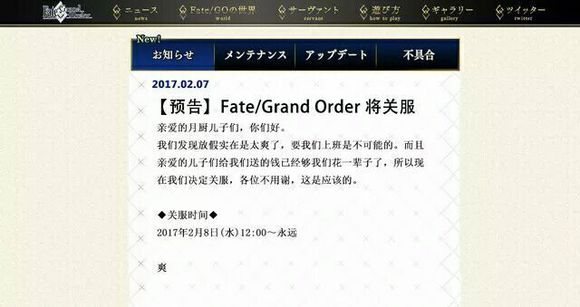 Fate/Grand Order
ニュース
news
Fate/GOの世界
world
サーヴァント
servant
遊び方
how to play
ギャラリー
gallery
ツイッター
twitter
New!
お知らせ
メンテナンス
アップデート
不具合
2017.02.07
【预告】Fate/Grand Order 将关服
亲爱的月厨儿子们，你们好。
我们发现放假实在是太爽了，要我们上班是不可能的。而且
亲爱的儿子们给我们送的钱已经够我们花一辈子了，所以现
在我们决定关服，各位不用谢，这是应该的。
◆关服时间◆
2017年2月8日(水)12:00～永远
爽